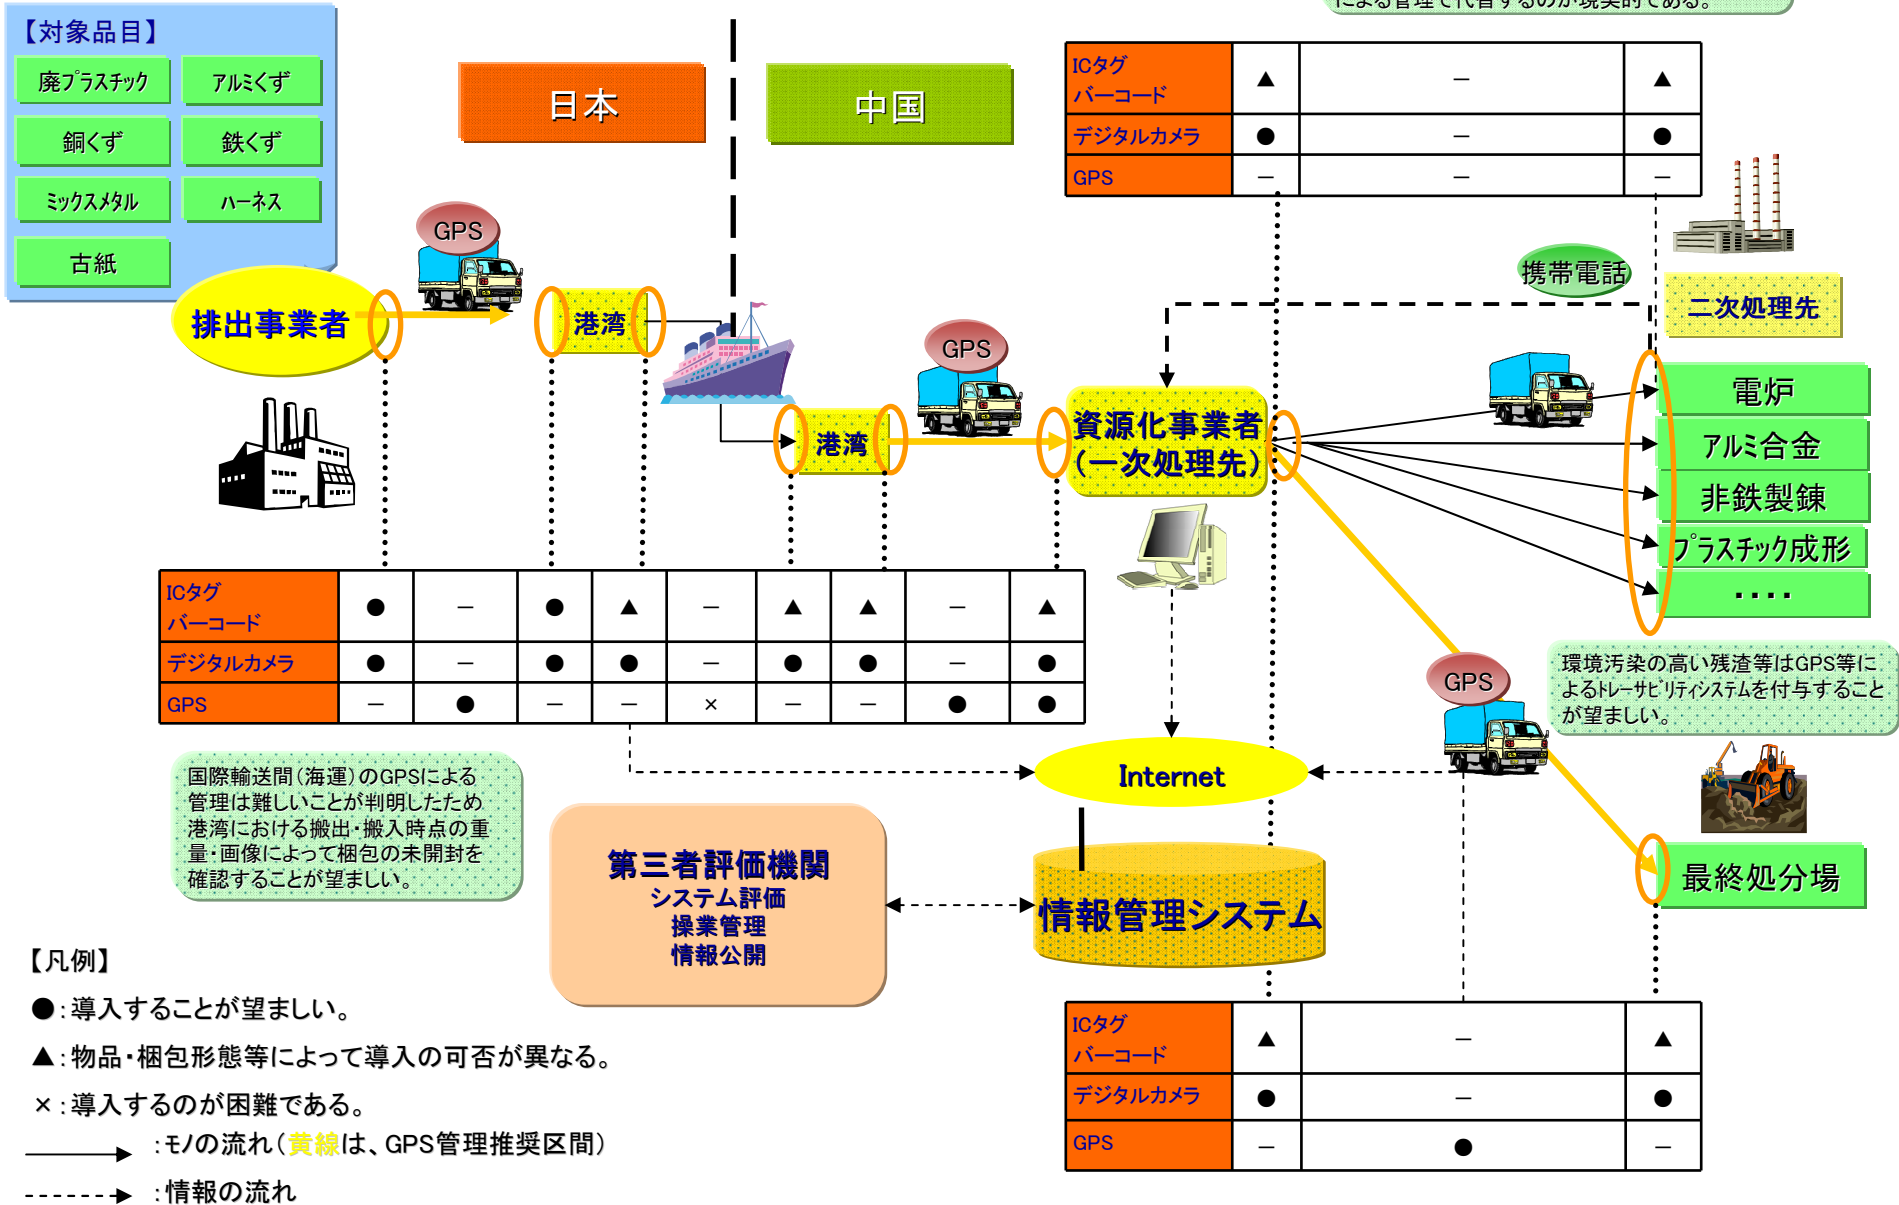 による管理で代替するのが現実的である。
【対象品目】
廃プラスチック
アルミくず
銅くず
鉄くず
ミックスメタル
ハーネス
古紙
日本
中国
ICタグ
バーコード
▲
－
▲
デジタルカメラ
●
－
●
GPS
－
－
－
GPS
排出事業者
港湾
GPS
港湾
携帯電話
二次処理先
資源化事業者
(一次処理先)
電炉
アルミ合金
非鉄製錬
プラスチック成形
・・・・
ICタグ
バーコード
●
－
●
▲
－
▲
▲
－
▲
デジタルカメラ
●
－
●
●
－
●
●
－
●
GPS
－
●
－
－
×
－
－
●
●
環境汚染の高い残渣等はGPS等に
よるトレーサビリティシステムを付与すること
が望ましい。
GPS
国際輸送間(海運)のGPSによる
管理は難しいことが判明したため
港湾における搬出・搬入時点の重
量・画像によって梱包の未開封を
確認することが望ましい。
Internet
第三者評価機関
システム評価
操業管理
情報公開
情報管理システム
最終処分場
ICタグ
バーコード
▲
－
▲
デジタルカメラ
●
－
●
GPS
－
●
－
【凡例】
●:導入することが望ましい。
▲:物品・梱包形態等によって導入の可否が異なる。
×:導入するのが困難である。
:モノの流れ(黄線は、GPS管理推奨区間)
:情報の流れ